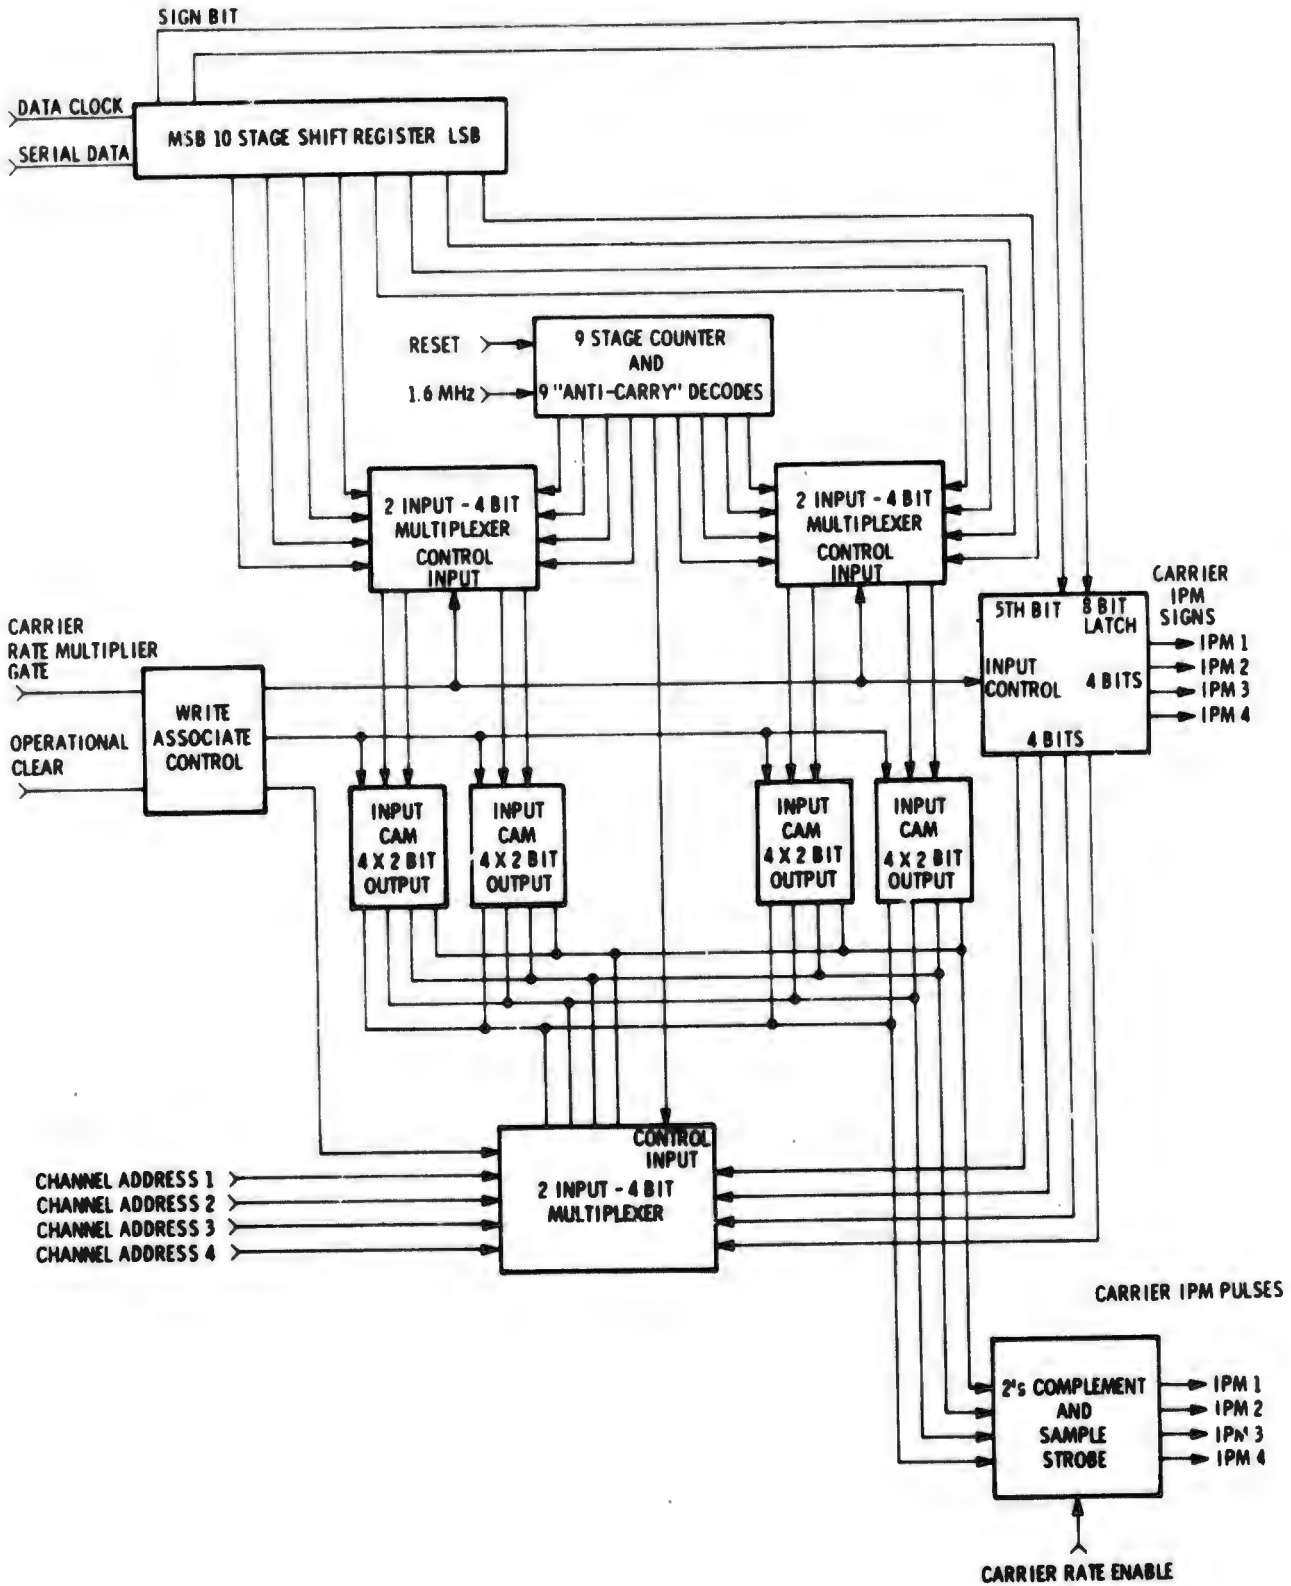 SIGN BIT
DATA CLOCK
SERIAL DATA
MSB 10 STAGE SHIFT REGISTER LSB
RESET
1.6 MHz
9 STAGE COUNTER
AND
9 "ANTI-CARRY" DECODES
2 INPUT - 4 BIT
MULTIPLEXER
CONTROL
INPUT
2 INPUT - 4 BIT
MULTIPLEXER
CONTROL
INPUT
5TH BIT
8 BIT
LATCH
INPUT
CONTROL
4 BITS
4 BITS
CARRIER
IPM
SIGNS
IPM 1
IPM 2
IPM 3
IPM 4
CARRIER
RATE MULTIPLIER
GATE
OPERATIONAL
CLEAR
WRITE
ASSOCIATE
CONTROL
INPUT
CAM
4 X 2 BIT
OUTPUT
INPUT
CAM
4 X 2 BIT
OUTPUT
INPUT
CAM
4 X 2 BIT
OUTPUT
INPUT
CAM
4 X 2 BIT
OUTPUT
CONTROL
INPUT
2 INPUT - 4 BIT
MULTIPLEXER
CHANNEL ADDRESS 1
CHANNEL ADDRESS 2
CHANNEL ADDRESS 3
CHANNEL ADDRESS 4
CARRIER IPM PULSES
2's COMPLEMENT
AND
SAMPLE
STROBE
IPM 1
IPM 2
IPM 3
IPM 4
CARRIER RATE ENABLE